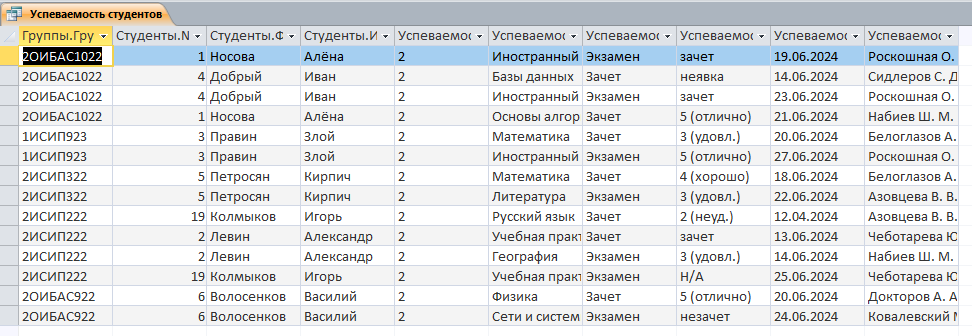 Успеваемость студентов
Группы.Гру Студенты.N Студенты.Ф Студенты.И Успеваемос Успеваемос Успеваемос Успеваемос Успеваемос Успеваемос
2ОИБАС1022 1 Носова Алёна 2 Иностранный Экзамен зачет 19.06.2024 Роскошная О.
2ОИБАС1022 4 Добрый Иван 2 Базы данных Зачет неявка 14.06.2024 Сидлеров С. Д
2ОИБАС1022 4 Добрый Иван 2 Иностранный Экзамен зачет 23.06.2024 Роскошная О.
2ОИБАС1022 1 Носова Алёна 2 Основы алгор Зачет 5 (отлично) 21.06.2024 Набиев Ш. М.
1ИСИП923 3 Правин Злой 2 Математика Зачет 3 (удовл.) 20.06.2024 Белоглазов А.
1ИСИП923 3 Правин Злой 2 Иностранный Экзамен 5 (отлично) 27.06.2024 Роскошная О.
2ИСИП322 5 Петросян Кирпич 2 Математика Зачет 4 (хорошо) 18.06.2024 Белоглазов А.
2ИСИП322 5 Петросян Кирпич 2 Литература Экзамен 3 (удовл.) 22.06.2024 Азовцева В. В.
2ИСИП222 19 Колмыков Игорь 2 Русский язык Зачет 2 (неуд.) 12.04.2024 Азовцева В. В.
2ИСИП222 2 Левин Александр 2 Учебная практ Зачет зачет 13.06.2024 Чеботарева Ю
2ИСИП222 2 Левин Александр 2 География Экзамен 3 (удовл.) 14.06.2024 Набиев Ш. М.
2ИСИП222 19 Колмыков Игорь 2 Учебная практ Экзамен Н/А 25.06.2024 Чеботарева Ю
2ОИБАС922 6 Волосенков Василий 2 Физика Зачет 5 (отлично) 20.06.2024 Докторов А. А
2ОИБАС922 6 Волосенков Василий 2 Сети и систем Экзамен незачет 24.06.2024 Ковалевский М